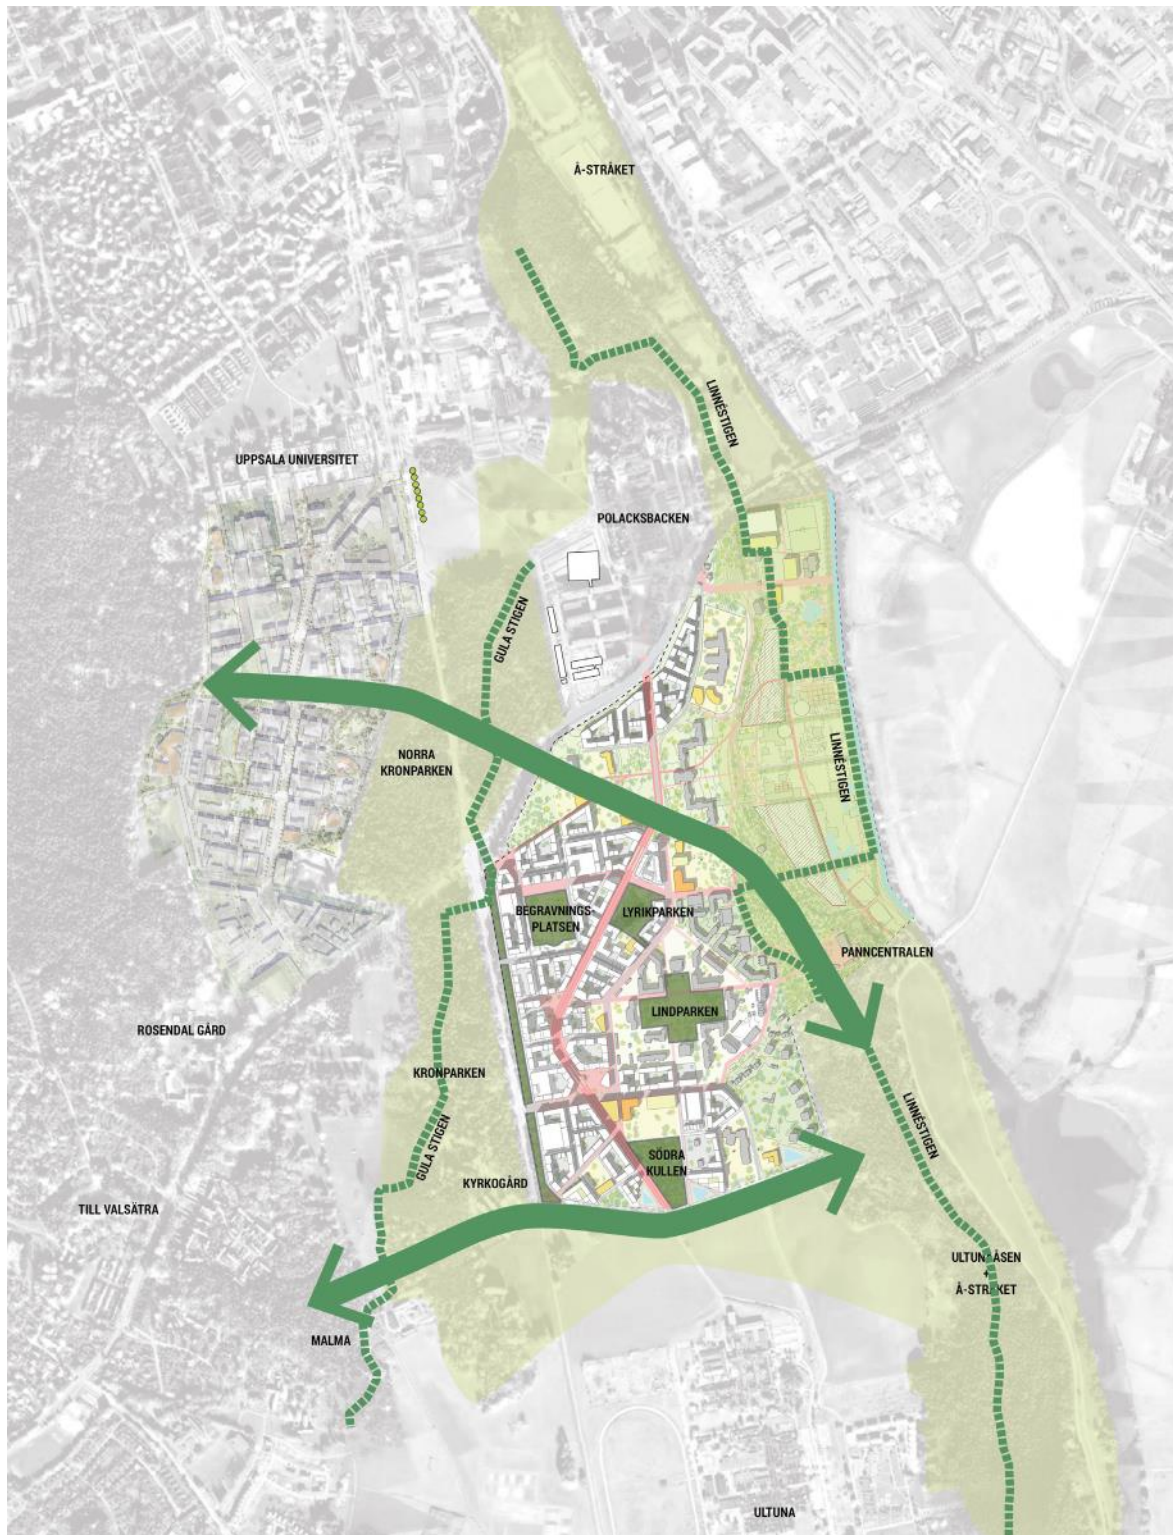 Å-STRÅKET
LINNÉSTIGEN
UPPSALA UNIVERSITET
POLACKSBACKEN
GULA STIGEN
NORRA
KRONPARKEN
LINNÉSTIGEN
BEGRAVNINGS-
PLATSEN
LYRIKPARKEN
PANNCENTRALEN
LINDPARKEN
ROSENDAL GÅRD
KRONPARKEN
LINNÉSTIGEN
GULA STIGEN
SÖDRA
KULLEN
KYRKOGÅRD
TILL VALSÄTRA
ULTUNAÅSEN
+
Å-STRÅKET
MALMA
ULTUNA